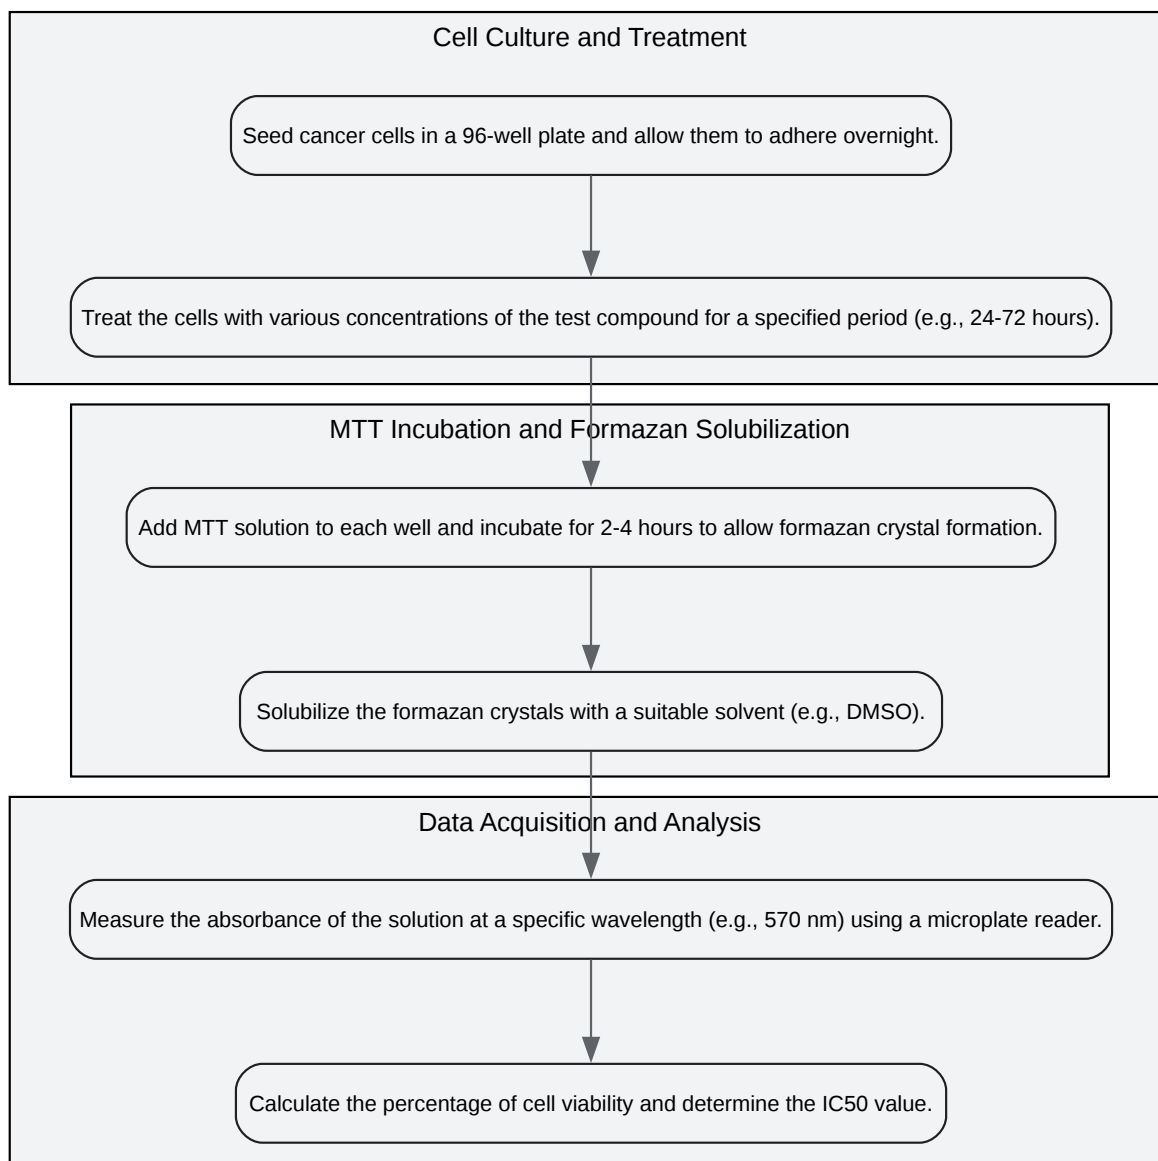 Cell Culture and Treatment
Seed cancer cells in a 96-well plate and allow them to adhere overnight.
Treat the cells with various concentrations of the test compound for a specified period (e.g., 24-72 hours).
MTT Incubation and Formazan Solubilization
Add MTT solution to each well and incubate for 2-4 hours to allow formazan crystal formation.
Solubilize the formazan crystals with a suitable solvent (e.g., DMSO).
Data Acquisition and Analysis
Measure the absorbance of the solution at a specific wavelength (e.g., 570 nm) using a microplate reader.
Calculate the percentage of cell viability and determine the IC50 value.